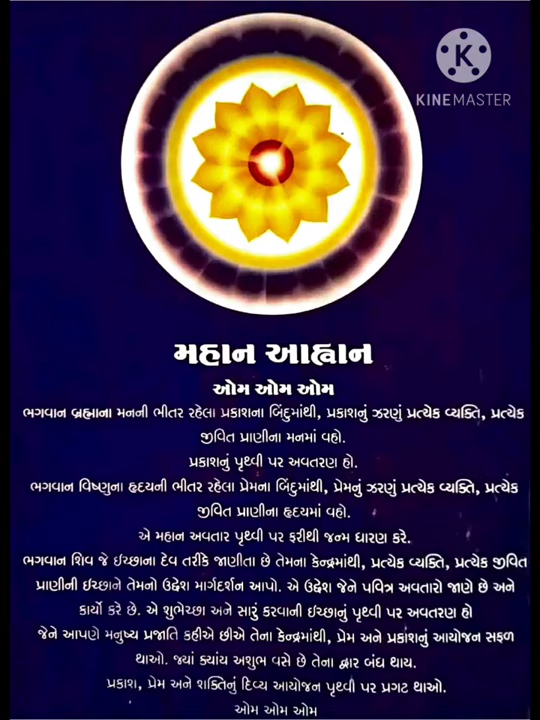 KINEMASTER
મહાન આહ્વાન
ઓમ ઓમ ઓમ
ભગવાન બ્રહ્માના મનની ભીતર રહેલા પ્રકાશના બિંદુમાંથી, પ્રકાશનું ઝરણું પ્રત્યેક વ્યક્તિ, પ્રત્યેક
જીવિત પ્રાણીના મનમાં વહો.
પ્રકાશનું પૃથ્વી પર અવતરણ હો.
ભગવાન વિષ્ણુના હૃદયની ભીતર રહેલા પ્રેમના બિંદુમાંથી, પ્રેમનું ઝરણું પ્રત્યેક વ્યક્તિ, પ્રત્યેક
જીવિત પ્રાણીના હૃદયમાં વહો.
એ મહાન અવતાર પૃથ્વી પર ફરીથી જન્મ ધારણ કરે.
ભગવાન શિવ જે ઈચ્છાના દેવ તરીકે જાણીતા છે તેમના કેન્દ્રમાંથી, પ્રત્યેક વ્યક્તિ, પ્રત્યેક જીવિત
પ્રાણીની ઈચ્છાને તેમનો ઉદ્દેશ માર્ગદર્શન આપો. એ ઉદ્દેશ જેને પવિત્ર અવતારો જાણે છે અને
કાર્યો કરે છે. એ શુભેચ્છા અને સારું કરવાની ઈચ્છાનું પૃથ્વી પર અવતરણ હો
જેને આપણે મનુષ્ય પ્રજાતિ કહીએ છીએ તેના કેન્દ્રમાંથી, પ્રેમ અને પ્રકાશનું આયોજન સફળ
થાઓ. જ્યાં ક્યાંય અશુભ વસે છે તેના દ્વાર બંધ થાય.
પ્રકાશ, પ્રેમ અને શક્તિનું દિવ્ય આયોજન પૃથ્વી પર પ્રગટ થાઓ.
ઓમ ઓમ ઓમ